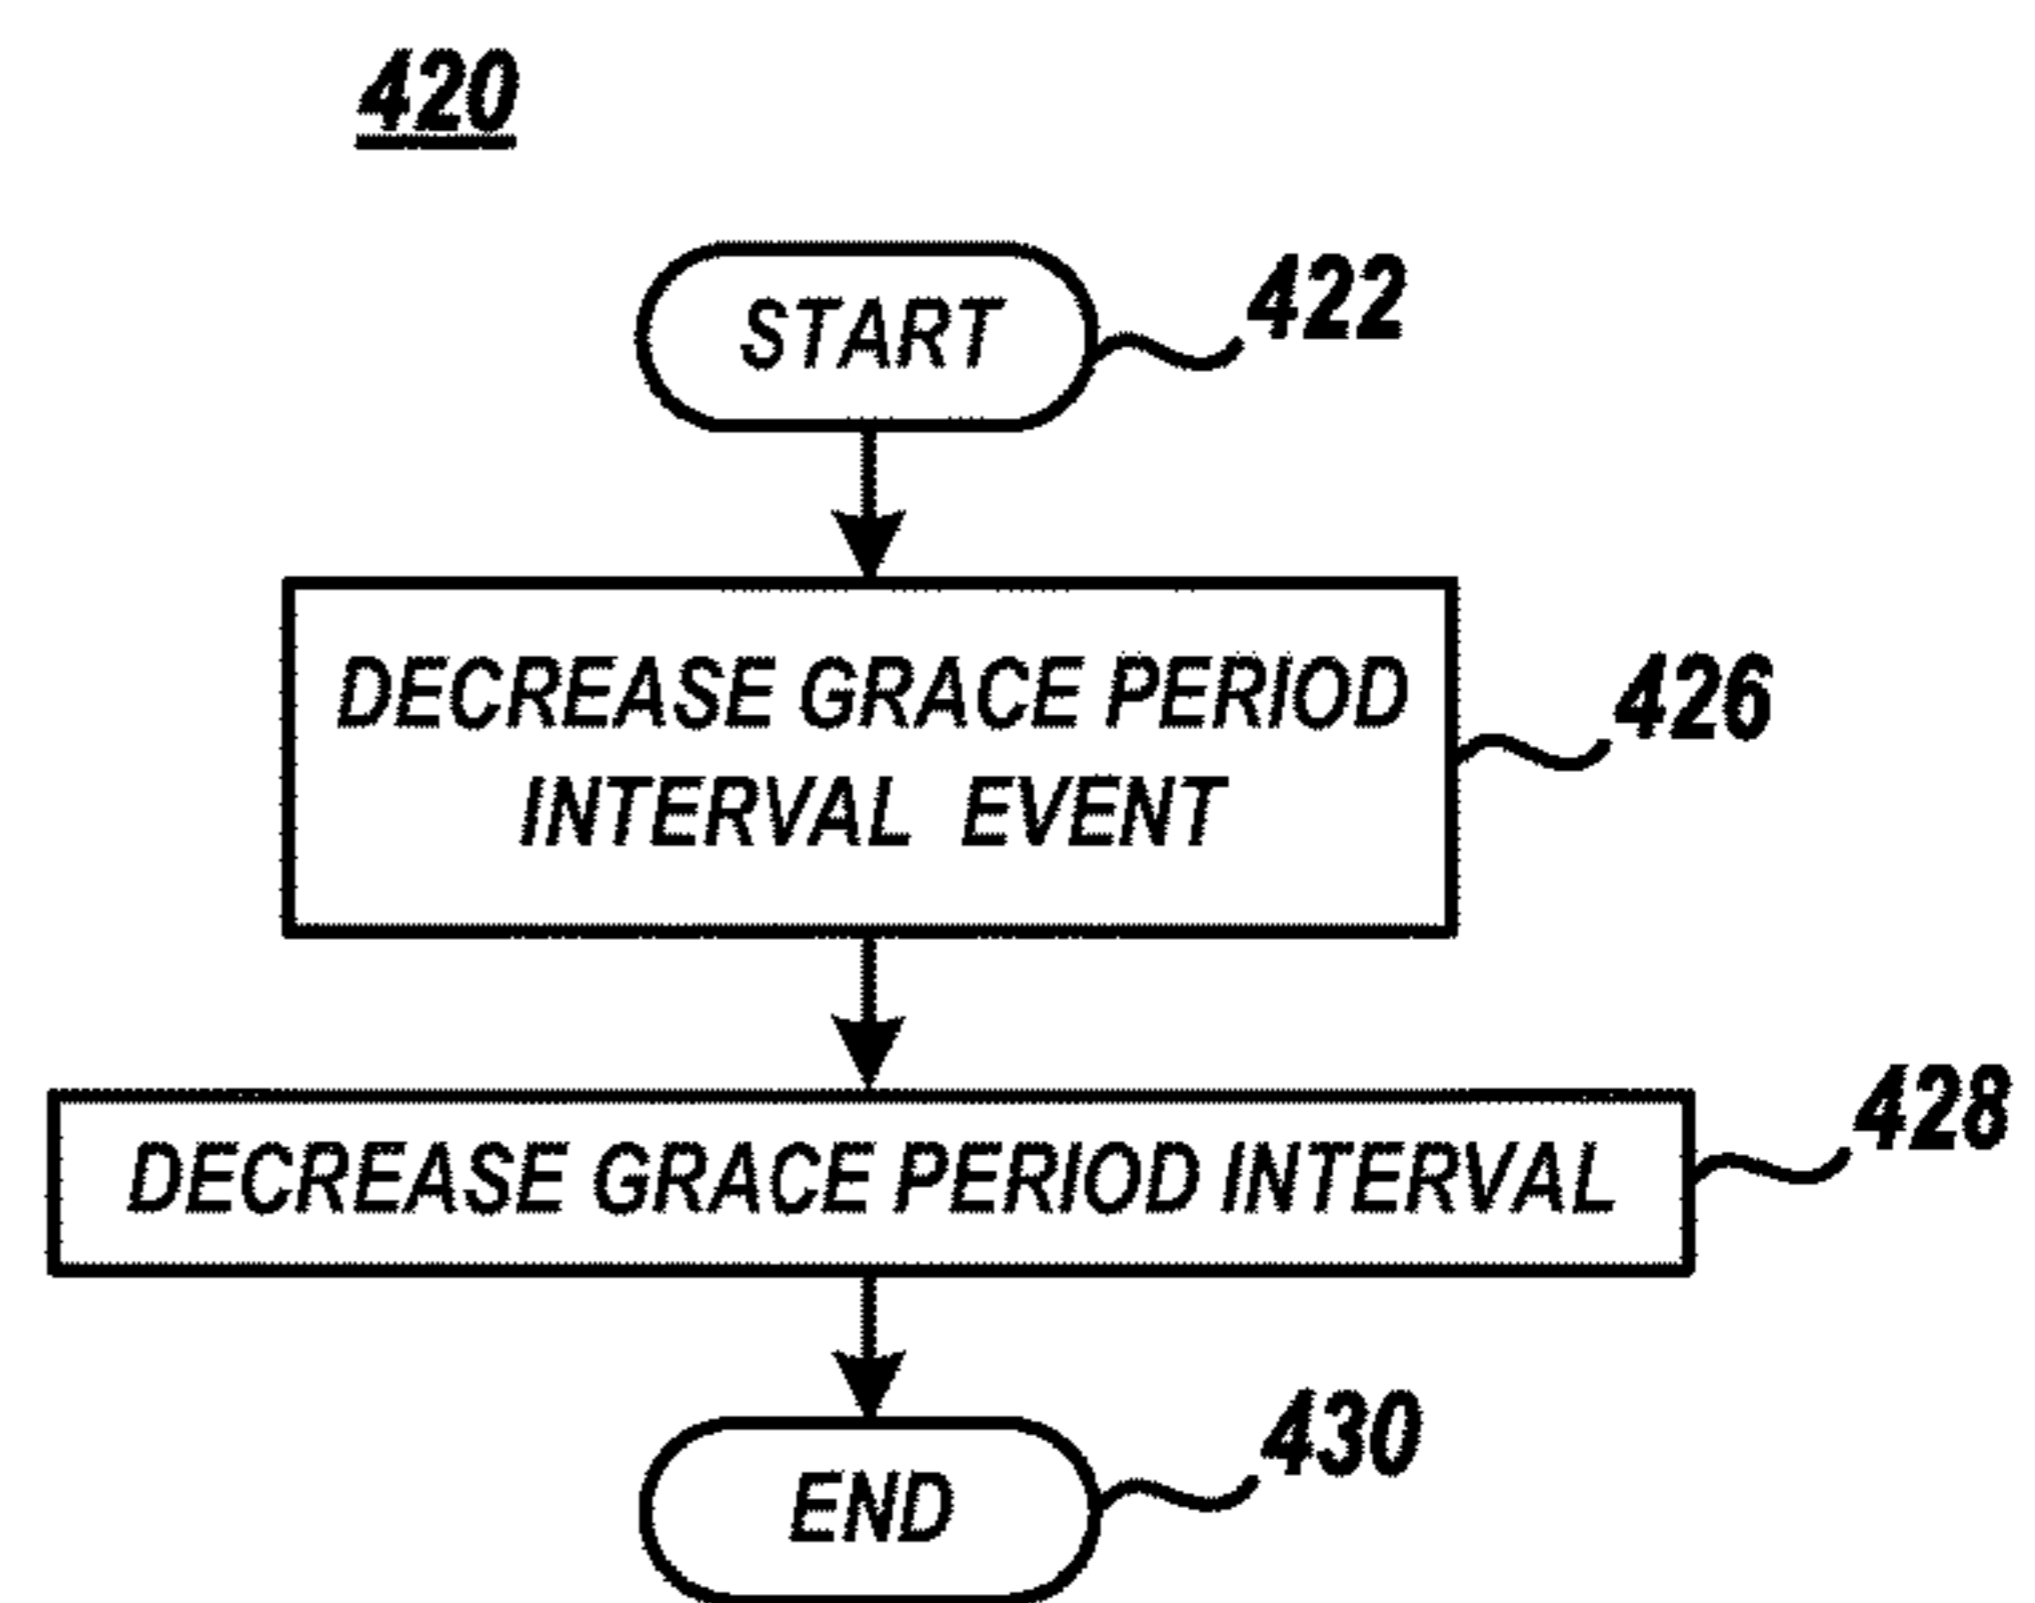 420
START
422
DECREASE GRACE PERIOD
INTERVAL EVENT
426
DECREASE GRACE PERIOD INTERVAL
428
END
430